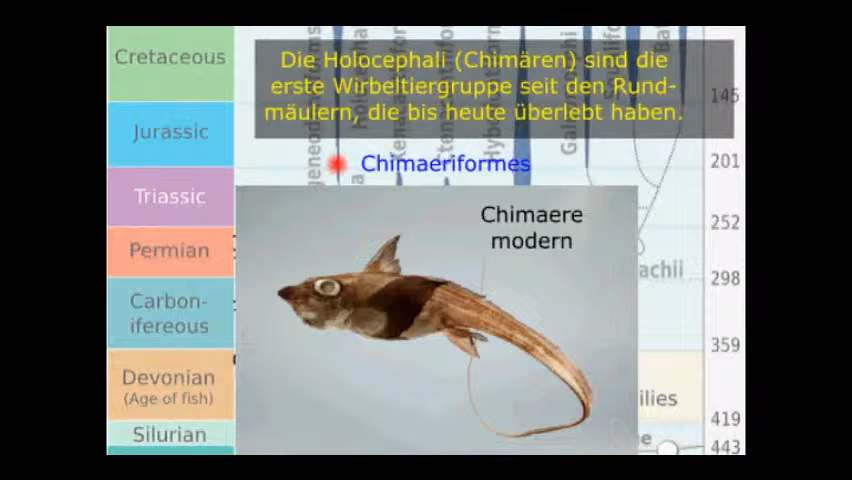 Cretaceous
Jurassic
Triassic
Permian
Carbon-
ifereous
Devonian
(Age of fish)
Silurian
Die Holocephali (Chimären) sind die
erste Wirbeltiergruppe seit den Rund-
mäulern, die bis heute überlebt haben.
Chimaeriformes
Chimaere
modern
145
201
252
298
359
419
443